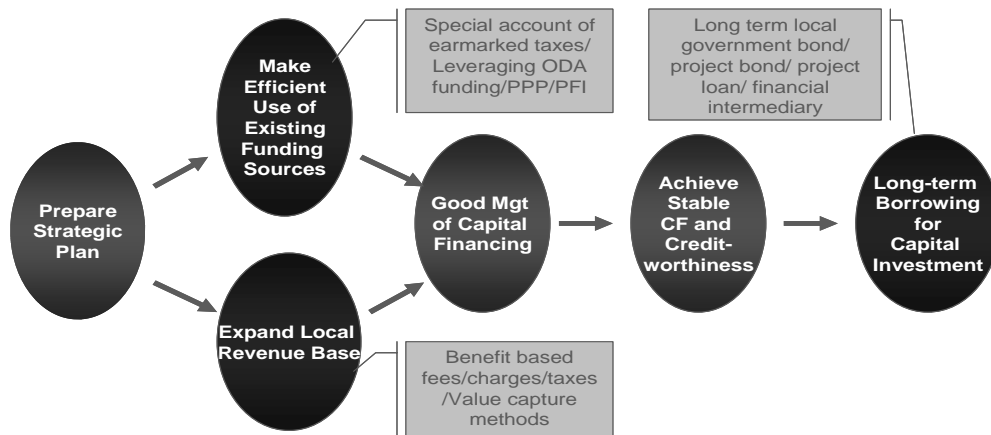 Prepare
Strategic
Plan
Make
Efficient
Use of
Existing
Funding
Sources
Special account of
earmarked taxes/
Leveraging ODA
funding/PPP/PFI
Expand Local
Revenue Base
Benefit based
fees/charges/taxes
/Value capture
methods
Good Mgt
of Capital
Financing
Achieve
Stable
CF and
Credit-
worthiness
Long term local
government bond/
project bond/ project
loan/ financial
intermediary
Long-term
Borrowing
for
Capital
Investment